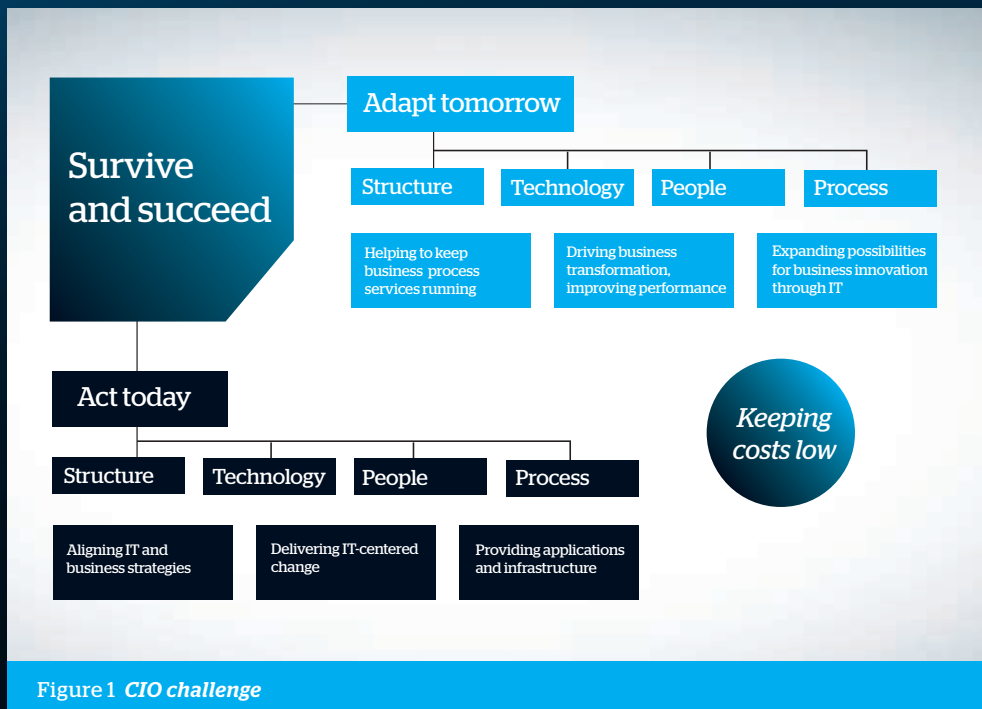 Survive
and succeed
Adapt tomorrow
Structure
Technology
People
Process
Helping to keep
business process
services running
Driving business
transformation,
improving performance
Expanding possibilities
for business innovation
through IT
Act today
Structure
Technology
People
Process
Aligning IT and
business strategies
Delivering IT-centered
change
Providing applications
and infrastructure
Keeping
costs low
Figure 1 CIO challenge